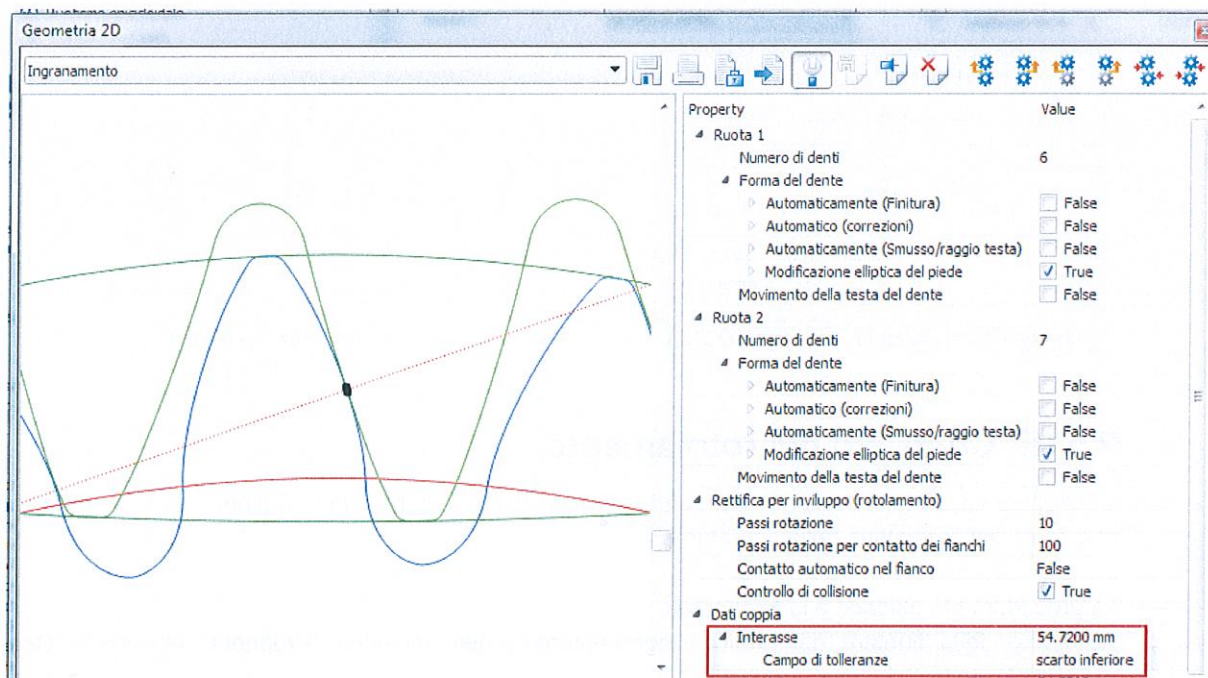 Geometria 2D
Ingranamento
Property Value
Ruota 1
Numero di denti 6
Forma del dente
Automaticamente (Finitura) False
Automatico (correzioni) False
Automaticamente (Smusso/raggio testa) False
Modificazione elliptica del piede True
Movimento della testa del dente False
Ruota 2
Numero di denti 7
Forma del dente
Automaticamente (Finitura) False
Automatico (correzioni) False
Automaticamente (Smusso/raggio testa) False
Modificazione elliptica del piede True
Movimento della testa del dente False
Rettifica per inviluppo (rotolamento)
Passi rotazione 10
Passi rotazione per contatto dei fianchi 100
Contatto automatico nel fianco False
Controllo di collisione True
Dati coppia
Interasse 54.7200 mm
Campo di tolleranze scarto inferiore